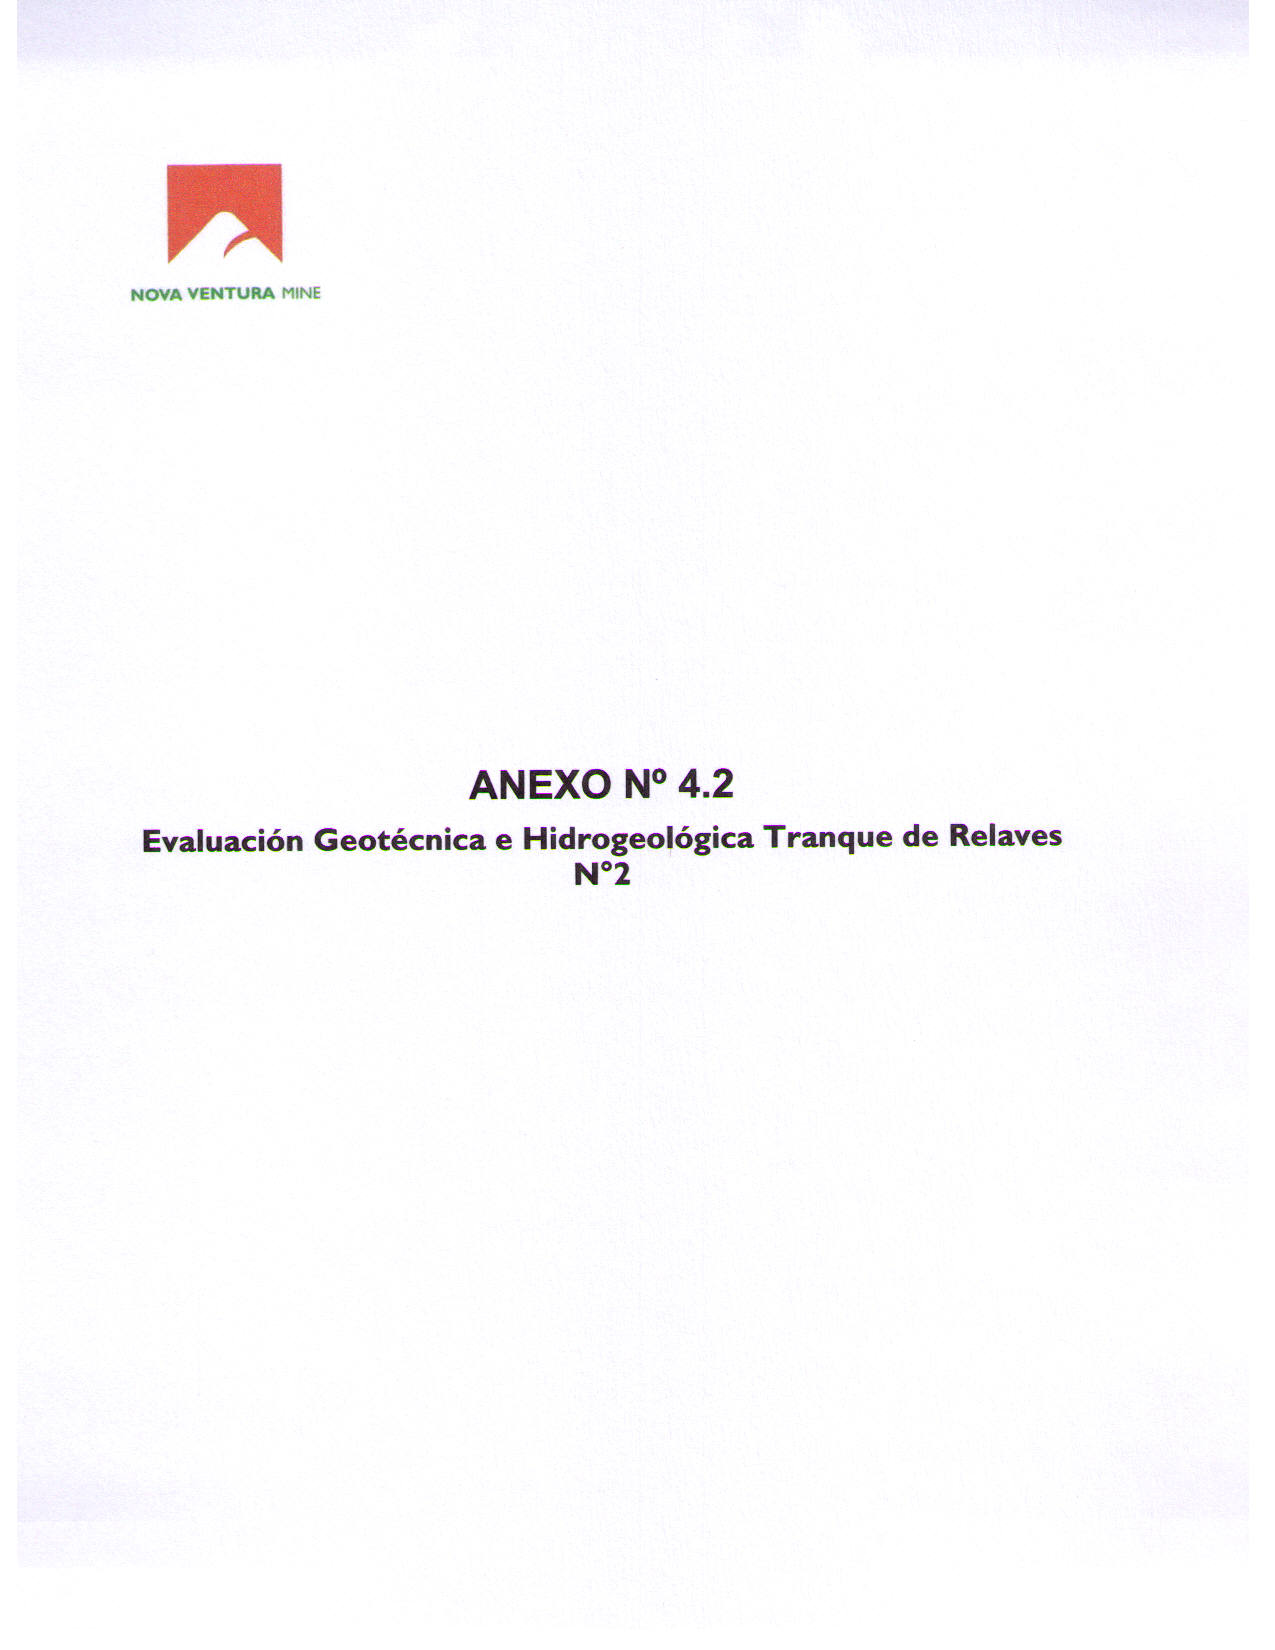 NOVA VENTURA MINE
ANEXO Nº 4.2
Evaluación Geotécnica e Hidrogeológica Tranque de Relaves
N°2